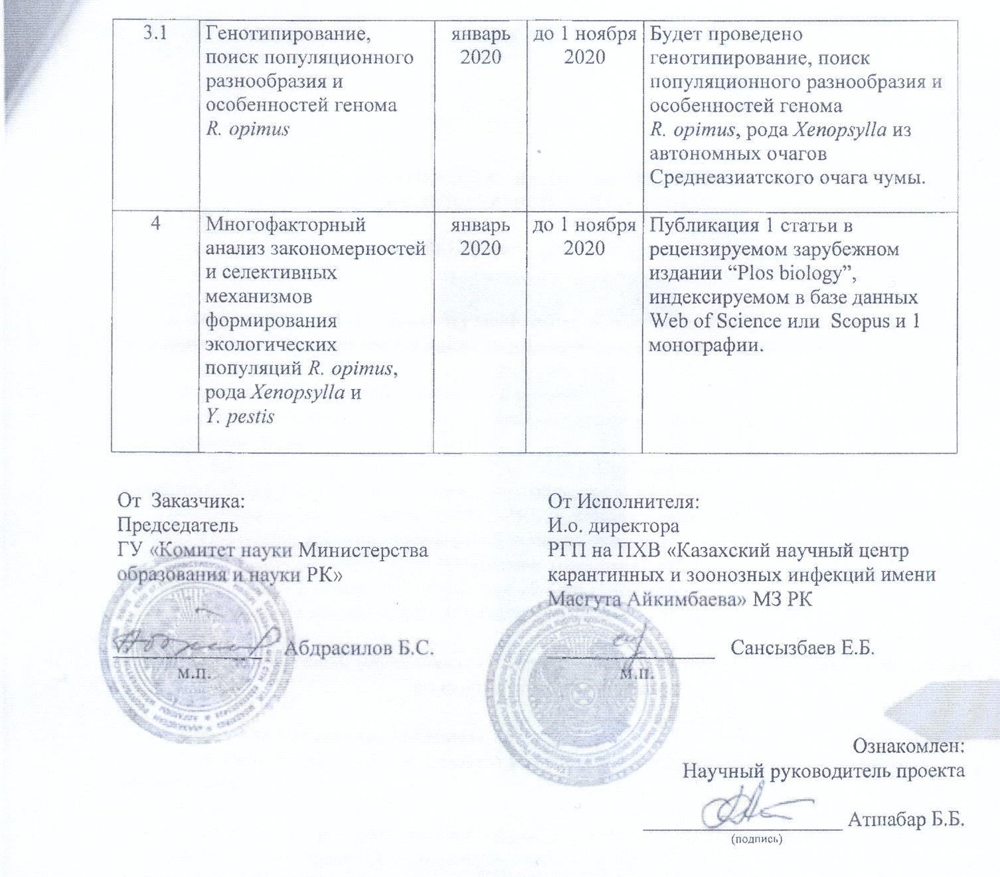 3.1
Генотипирование,
поиск популяционного
разнообразия и
особенностей генома
R. opimus
январь
2020
до 1 ноября
2020
Будет проведено
генотипирование, поиск
популяционного разнообразия и
особенностей генома
R. opimus, рода Xenopsylla из
автономных очагов
Среднеазиатского очага чумы.
4
Многофакторный
анализ закономерностей
и селективных
механизмов
формирования
экологических
популяций R. opimus,
рода Xenopsylla и
Y. pestis
январь
2020
до 1 ноября
2020
Публикация 1 статьи в
рецензируемом зарубежном
издании “Plos biology”,
индексируемом в базе данных
Web of Science или Scopus и 1
монографии.
От Заказчика:
Председатель
ГУ «Комитет науки Министерства
образования и науки РК»
Абдрасилов Б.С.
м.п.
От Исполнителя:
И.о. директора
РГП на ПХВ «Казахский научный центр
карантинных и зоонозных инфекций имени
Масгута Айкимбаева» МЗ РК
Сансызбаев Е.Б.
м.п.
Ознакомлен:
Научный руководитель проекта
Атшабар Б.Б.
(подпись)